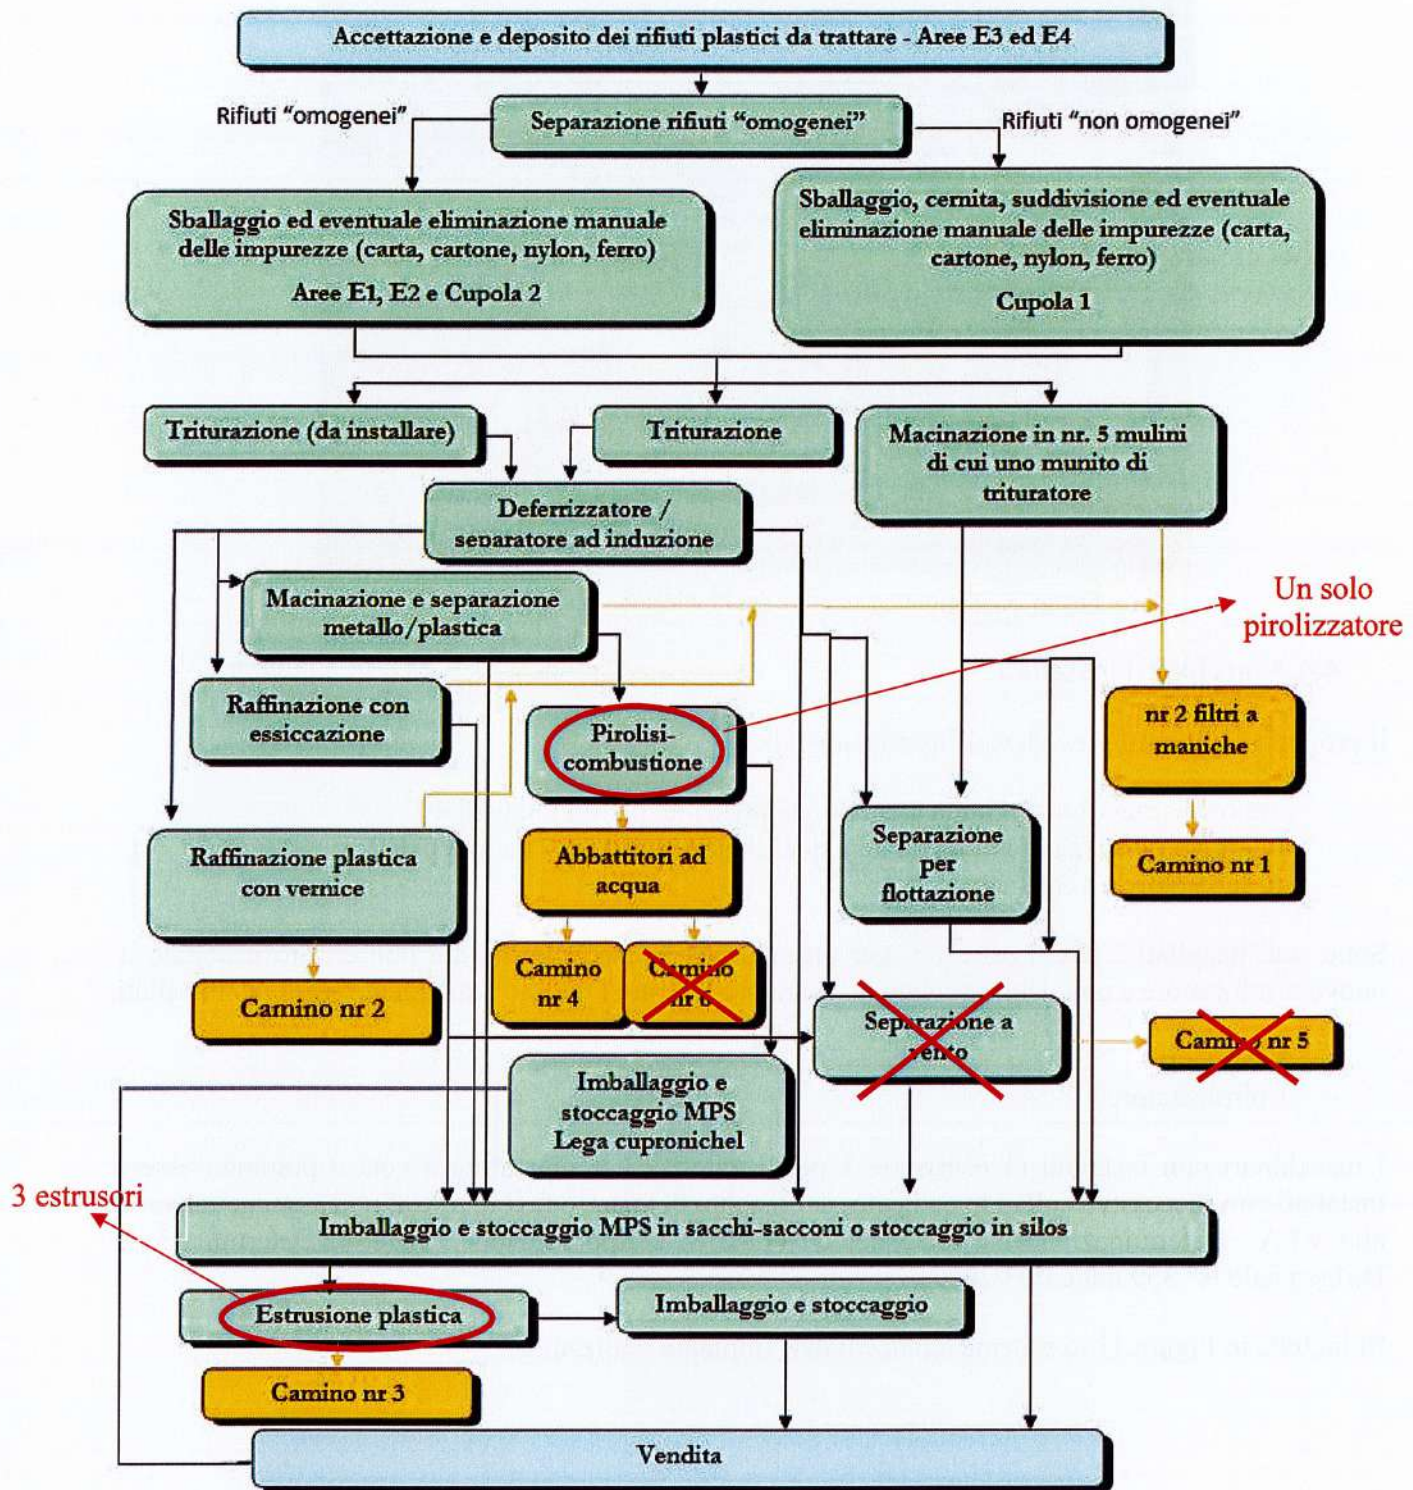 Accettazione e deposito dei rifiuti plastici da trattare - Aree E3 ed E4
Rifiuti “omogenei”
Separazione rifiuti “omogenei”
Rifiuti “non omogenei”
Sballaggio ed eventuale eliminazione manuale
delle impurezze (carta, cartone, nylon, ferro)
Aree E1, E2 e Cupola 2
Sballaggio, cernita, suddivisione ed eventuale
eliminazione manuale delle impurezze (carta,
cartone, nylon, ferro)
Cupola 1
Triturazione (da installare)
Triturazione
Macinazione in nr. 5 mulini
di cui uno munito di
trituratore
Deferrizzatore /
separatore ad induzione
Macinazione e separazione
metallo/plastica
Un solo
pirolizzatore
Raffinazione con
essiccazione
Pirolisi-
combustione
nr 2 filtri a
maniche
Raffinazione plastica
con vernice
Abbattitori ad
acqua
Separazione
per
flottazione
Camino nr 1
Camino nr 2
Camino
nr 4
Camino
nr 6
Separazione a
vento
Camino nr 5
Imballaggio e
stoccaggio MPS
Lega cupronichel
3 estrusori
Imballaggio e stoccaggio MPS in sacchi-sacconi o stoccaggio in silos
Estrusione plastica
Imballaggio e stoccaggio
Camino nr 3
Vendita